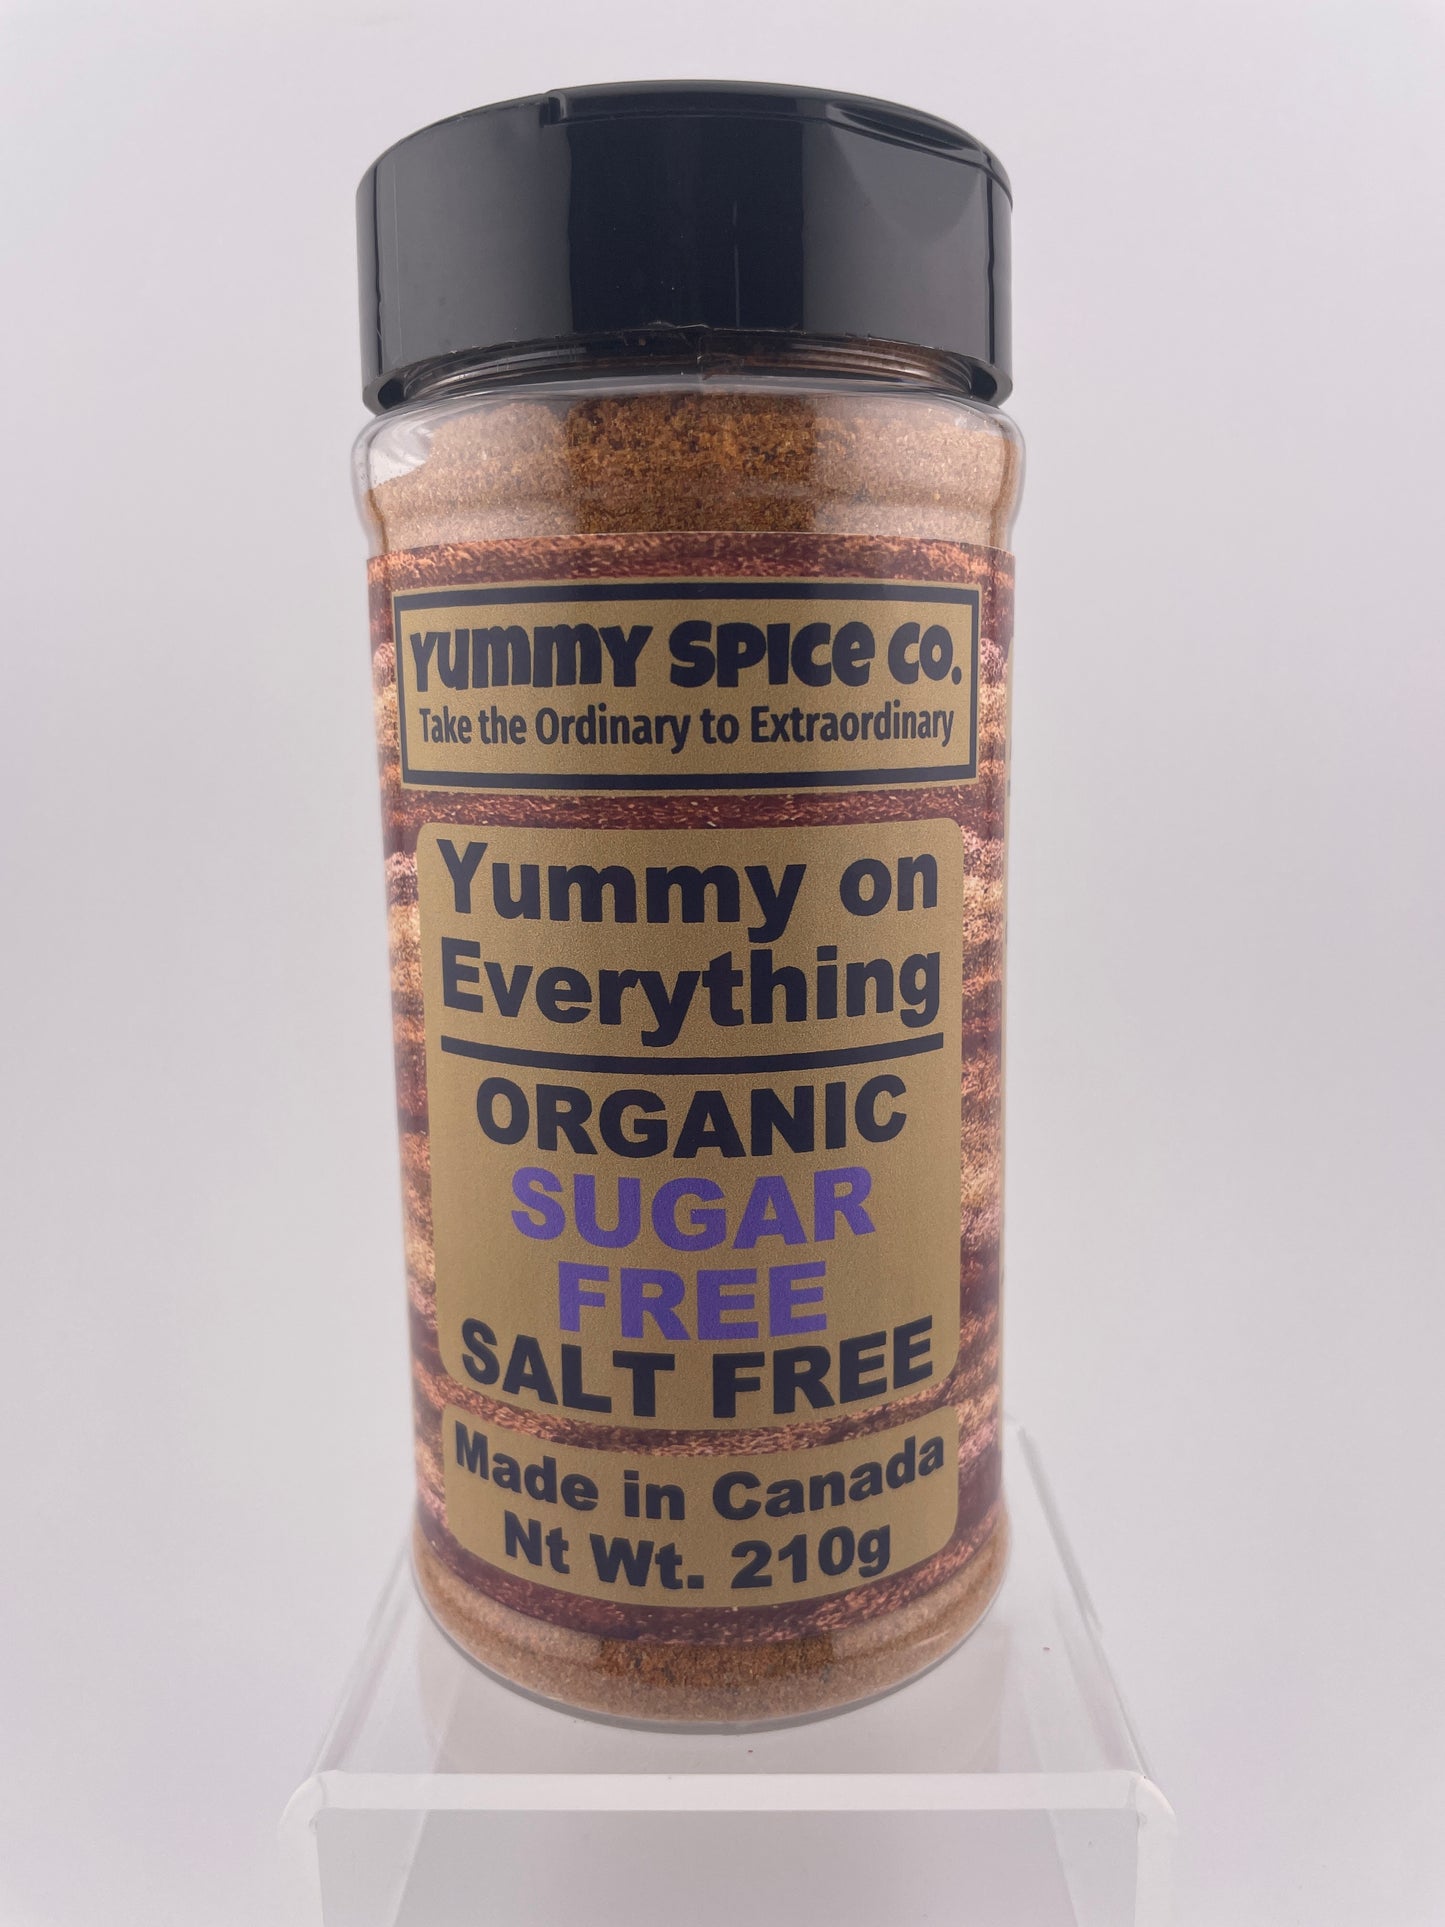 Yummy Spice Co.
Take the Ordinary to Extraordinary
Yummy on
Everything
ORGANIC
SUGAR
FREE
SALT FREE
Made in Canada
Nt Wt. 210g